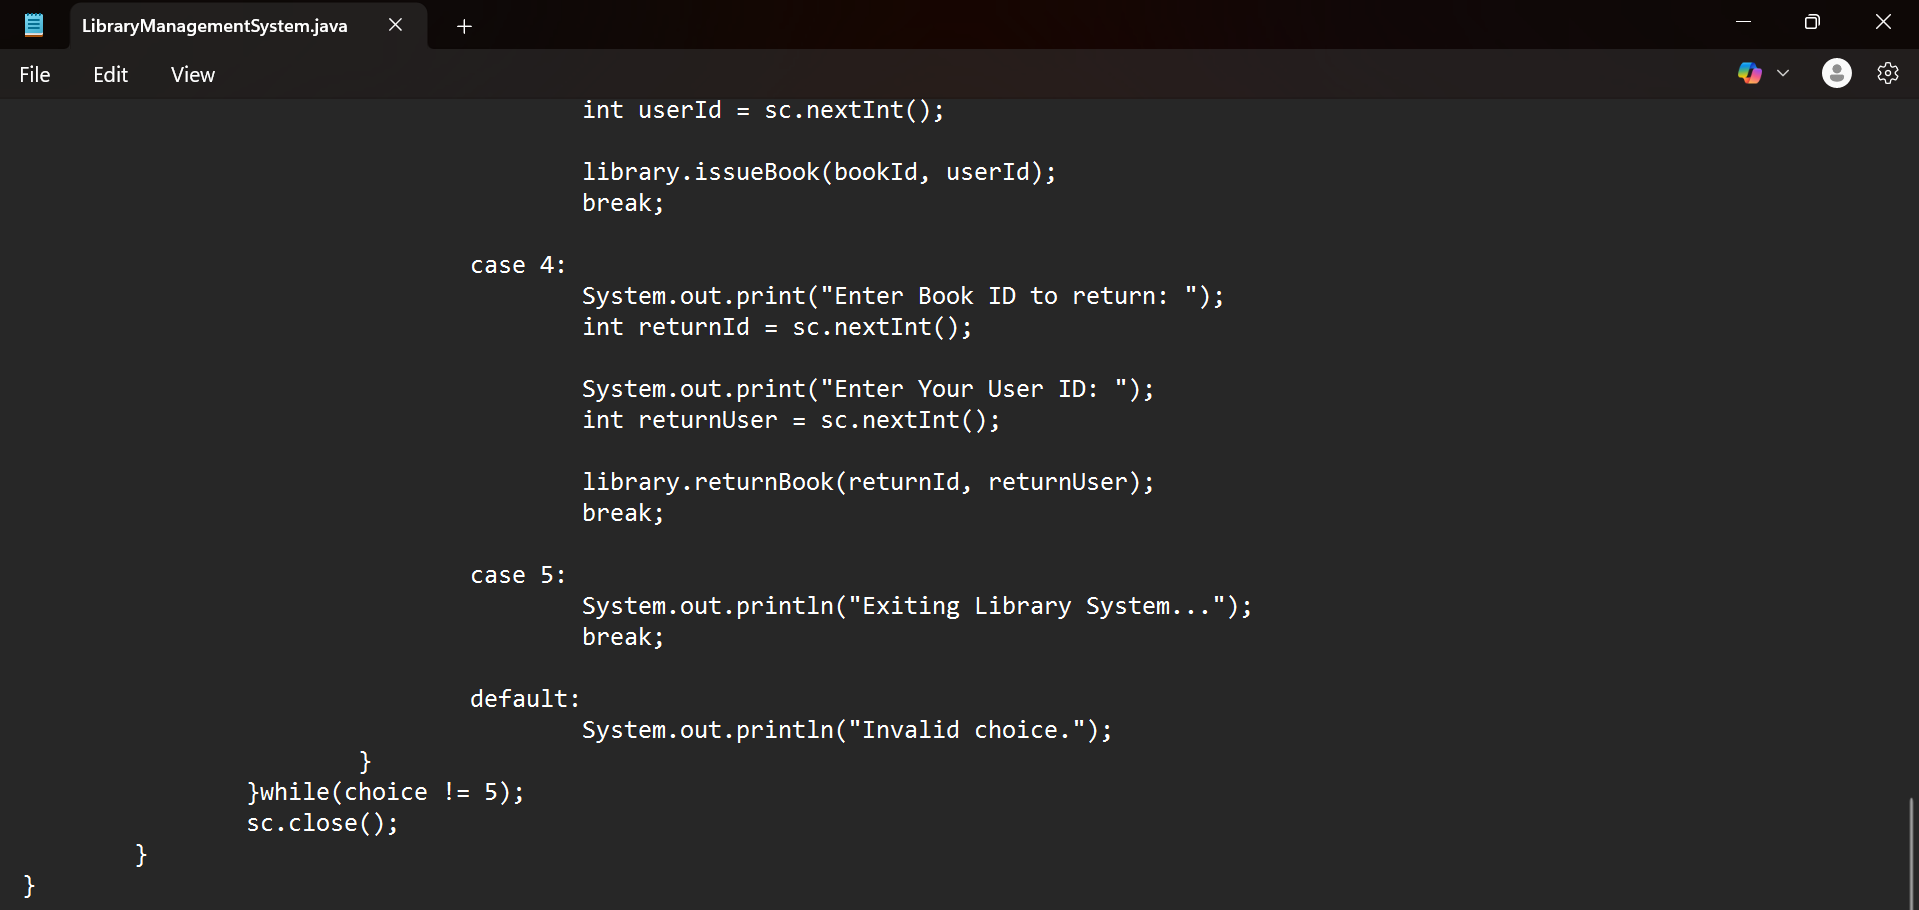 LibraryManagementSystem.java
File Edit View
int userId = sc.nextInt();
library.issueBook(bookId, userId);
break;
case 4:
System.out.print("Enter Book ID to return: ");
int returnId = sc.nextInt();
System.out.print("Enter Your User ID: ");
int returnUser = sc.nextInt();
library.returnBook(returnId, returnUser);
break;
case 5:
System.out.println("Exiting Library System...");
break;
default:
System.out.println("Invalid choice.");
}
}while(choice != 5);
sc.close();
}
}